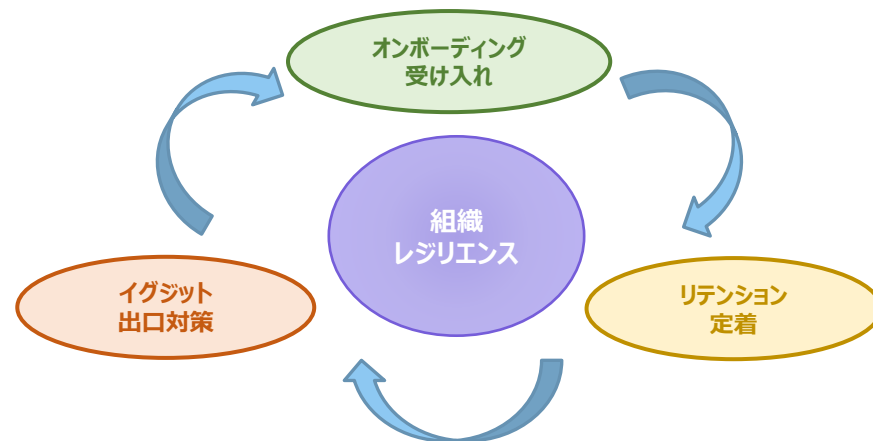 オンボーディング
受け入れ
組織
レジリエンス
イグジット
出口対策
リテンション
定着